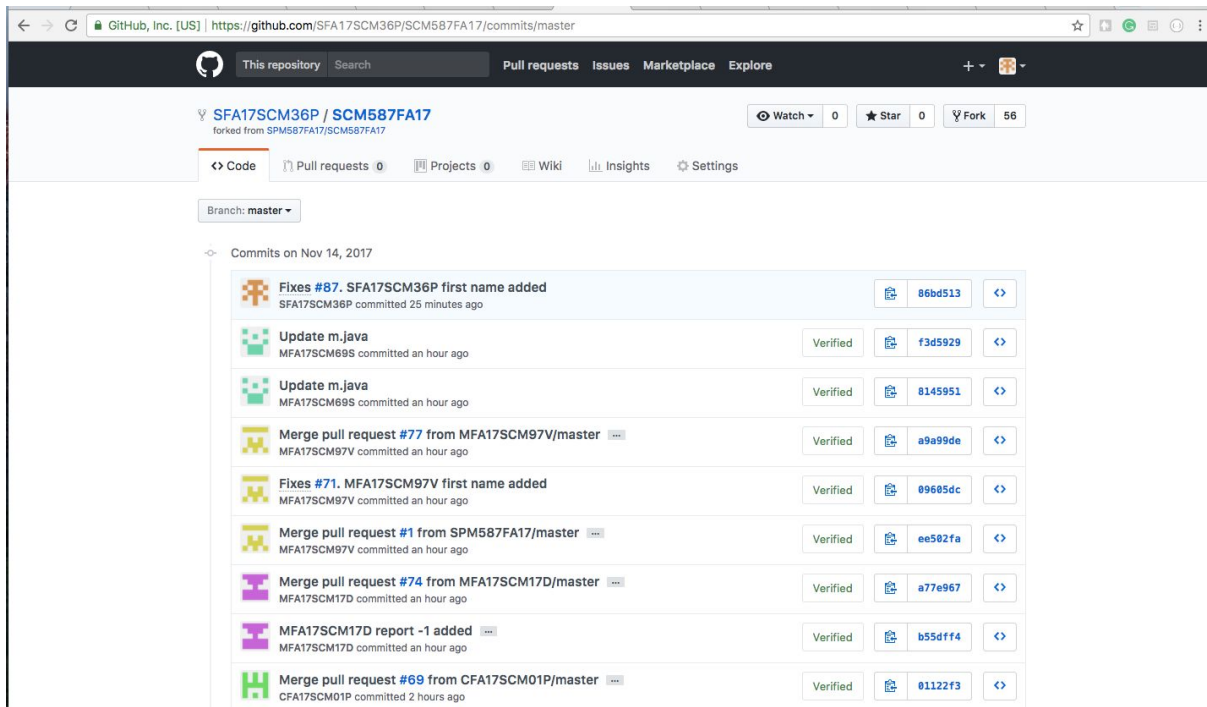 GitHub, Inc. [US] | https://github.com/SFA17SCM36P/SCM587FA17/commits/master
This repository Search Pull requests Issues Marketplace Explore
SFA17SCM36P / SCM587FA17
Watch 0 Star 0 Fork 56
forked from SPM587FA17/SCM587FA17
Code Pull requests 0 Projects 0 Wiki Insights Settings
Branch: master
Commits on Nov 14, 2017
Fixes #87. SFA17SCM36P first name added
SFA17SCM36P committed 25 minutes ago
86bd513
Update m.java
MFA17SCM69S committed an hour ago
Verified f3d5929
Update m.java
MFA17SCM69S committed an hour ago
Verified 8145951
Merge pull request #77 from MFA17SCM97V/master ...
MFA17SCM97V committed an hour ago
Verified a9a99de
Fixes #71. MFA17SCM97V first name added
MFA17SCM97V committed an hour ago
Verified 09605dc
Merge pull request #1 from SPM587FA17/master ...
MFA17SCM97V committed an hour ago
Verified ee502fa
Merge pull request #74 from MFA17SCM17D/master ...
MFA17SCM17D committed an hour ago
Verified a77e967
MFA17SCM17D report -1 added ...
MFA17SCM17D committed an hour ago
Verified b55dff4
Merge pull request #69 from CFA17SCM01P/master ...
CFA17SCM01P committed 2 hours ago
Verified 01122f3